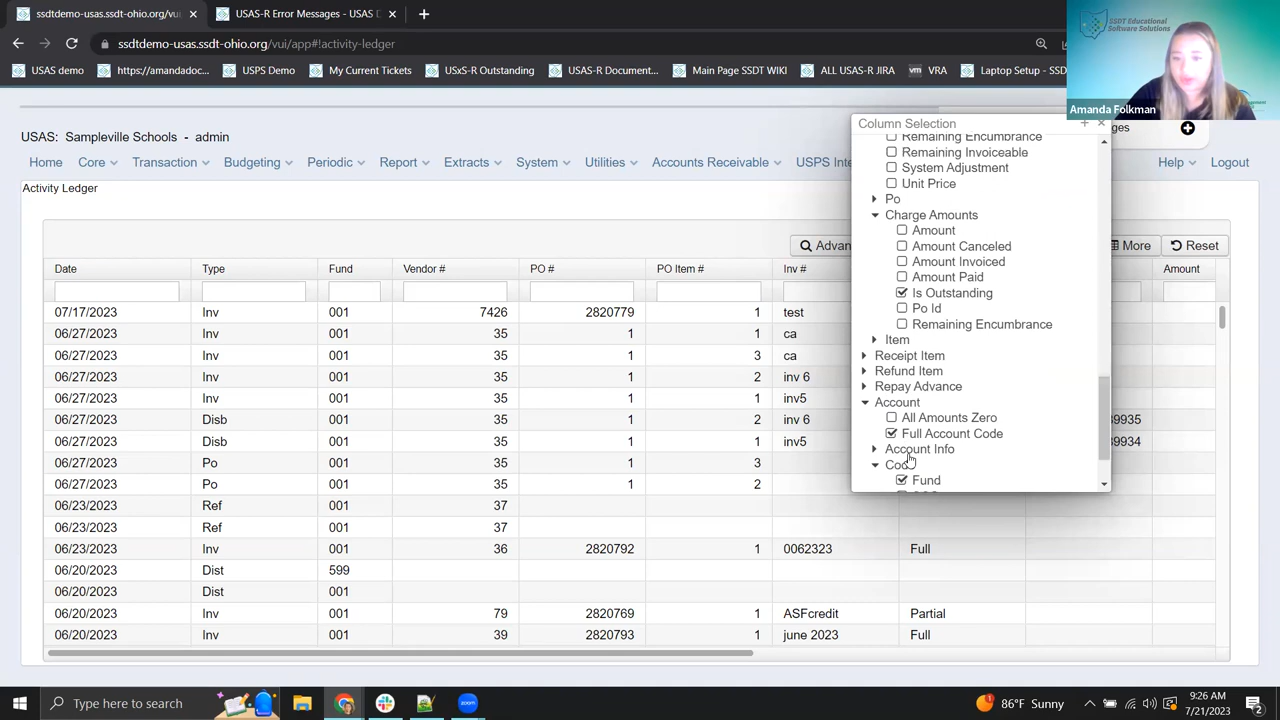 ssdtdemo-usas.ssdt-ohio.org/vui × USAS-R Error Messages - USAS D × +
ssdtdemo-usas.ssdt-ohio.org/vui/app#!activity-ledger
USAS demo https://amandadoc... USPS Demo My Current Tickets USxS-R Outstanding USAS-R Document... Main Page SSDT WIKI ALL USAS-R JIRA VRA Laptop Setup - SSD
SSDT Educational
Software Solutions
Amanda Folkman
USAS: Sampleville Schools - admin
Home Core Transaction Budgeting Periodic Report Extracts System Utilities Accounts Receivable USPS Inte Help Logout
Activity Ledger
Advan More Reset
Date Type Fund Vendor # PO # PO Item # Inv # Amount
07/17/2023 Inv 001 7426 2820779 1 test
06/27/2023 Inv 001 35 1 1 ca
06/27/2023 Inv 001 35 1 3 ca
06/27/2023 Inv 001 35 1 2 inv 6
06/27/2023 Inv 001 35 1 1 inv5
06/27/2023 Disb 001 35 1 2 inv 6 9935
06/27/2023 Disb 001 35 1 1 inv5 9934
06/27/2023 Po 001 35 1 3
06/27/2023 Po 001 35 1 2
06/23/2023 Ref 001 37
06/23/2023 Ref 001 37
06/23/2023 Inv 001 36 2820792 1 0062323 Full
06/20/2023 Dist 599
06/20/2023 Dist 001
06/20/2023 Inv 001 79 2820769 1 ASFcredit Partial
06/20/2023 Inv 001 39 2820793 1 june 2023 Full
Column Selection + ×
ges
Remaining Encumbrance
Remaining Invoiceable
System Adjustment
Unit Price
Po
Charge Amounts
Amount
Amount Canceled
Amount Invoiced
Amount Paid
Is Outstanding
Po Id
Remaining Encumbrance
Item
Receipt Item
Refund Item
Repay Advance
Account
All Amounts Zero
Full Account Code
Account Info
Fund
Type here to search
86°F Sunny
9:26 AM
7/21/2023
2